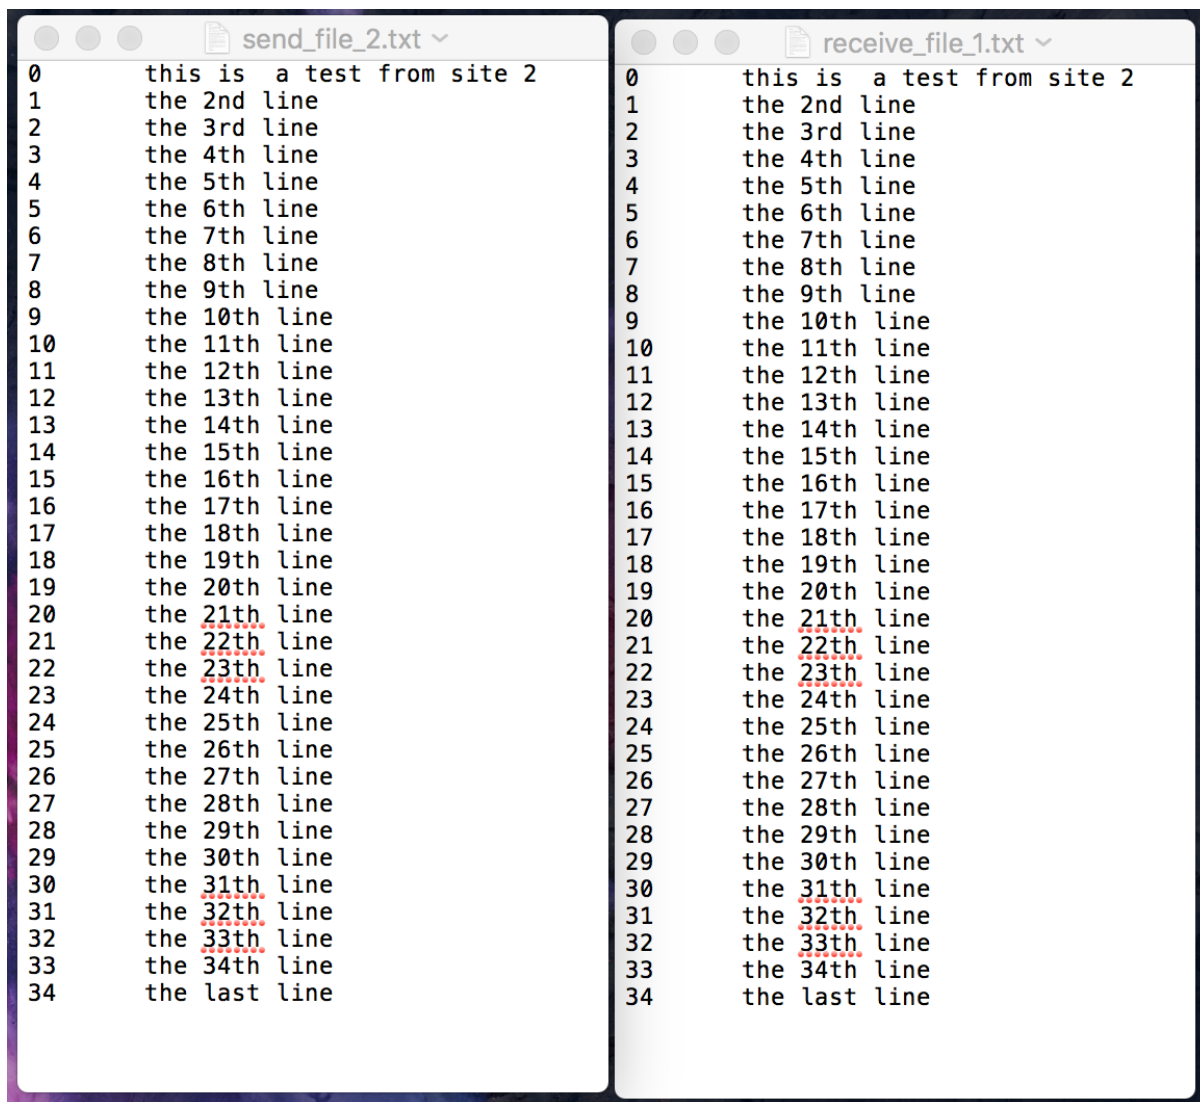 send_file_2.txt
0 this is  a test from site 2
1 the 2nd line
2 the 3rd line
3 the 4th line
4 the 5th line
5 the 6th line
6 the 7th line
7 the 8th line
8 the 9th line
9 the 10th line
10 the 11th line
11 the 12th line
12 the 13th line
13 the 14th line
14 the 15th line
15 the 16th line
16 the 17th line
17 the 18th line
18 the 19th line
19 the 20th line
20 the 21th line
21 the 22th line
22 the 23th line
23 the 24th line
24 the 25th line
25 the 26th line
26 the 27th line
27 the 28th line
28 the 29th line
29 the 30th line
30 the 31th line
31 the 32th line
32 the 33th line
33 the 34th line
34 the last line
receive_file_1.txt
0 this is  a test from site 2
1 the 2nd line
2 the 3rd line
3 the 4th line
4 the 5th line
5 the 6th line
6 the 7th line
7 the 8th line
8 the 9th line
9 the 10th line
10 the 11th line
11 the 12th line
12 the 13th line
13 the 14th line
14 the 15th line
15 the 16th line
16 the 17th line
17 the 18th line
18 the 19th line
19 the 20th line
20 the 21th line
21 the 22th line
22 the 23th line
23 the 24th line
24 the 25th line
25 the 26th line
26 the 27th line
27 the 28th line
28 the 29th line
29 the 30th line
30 the 31th line
31 the 32th line
32 the 33th line
33 the 34th line
34 the last line